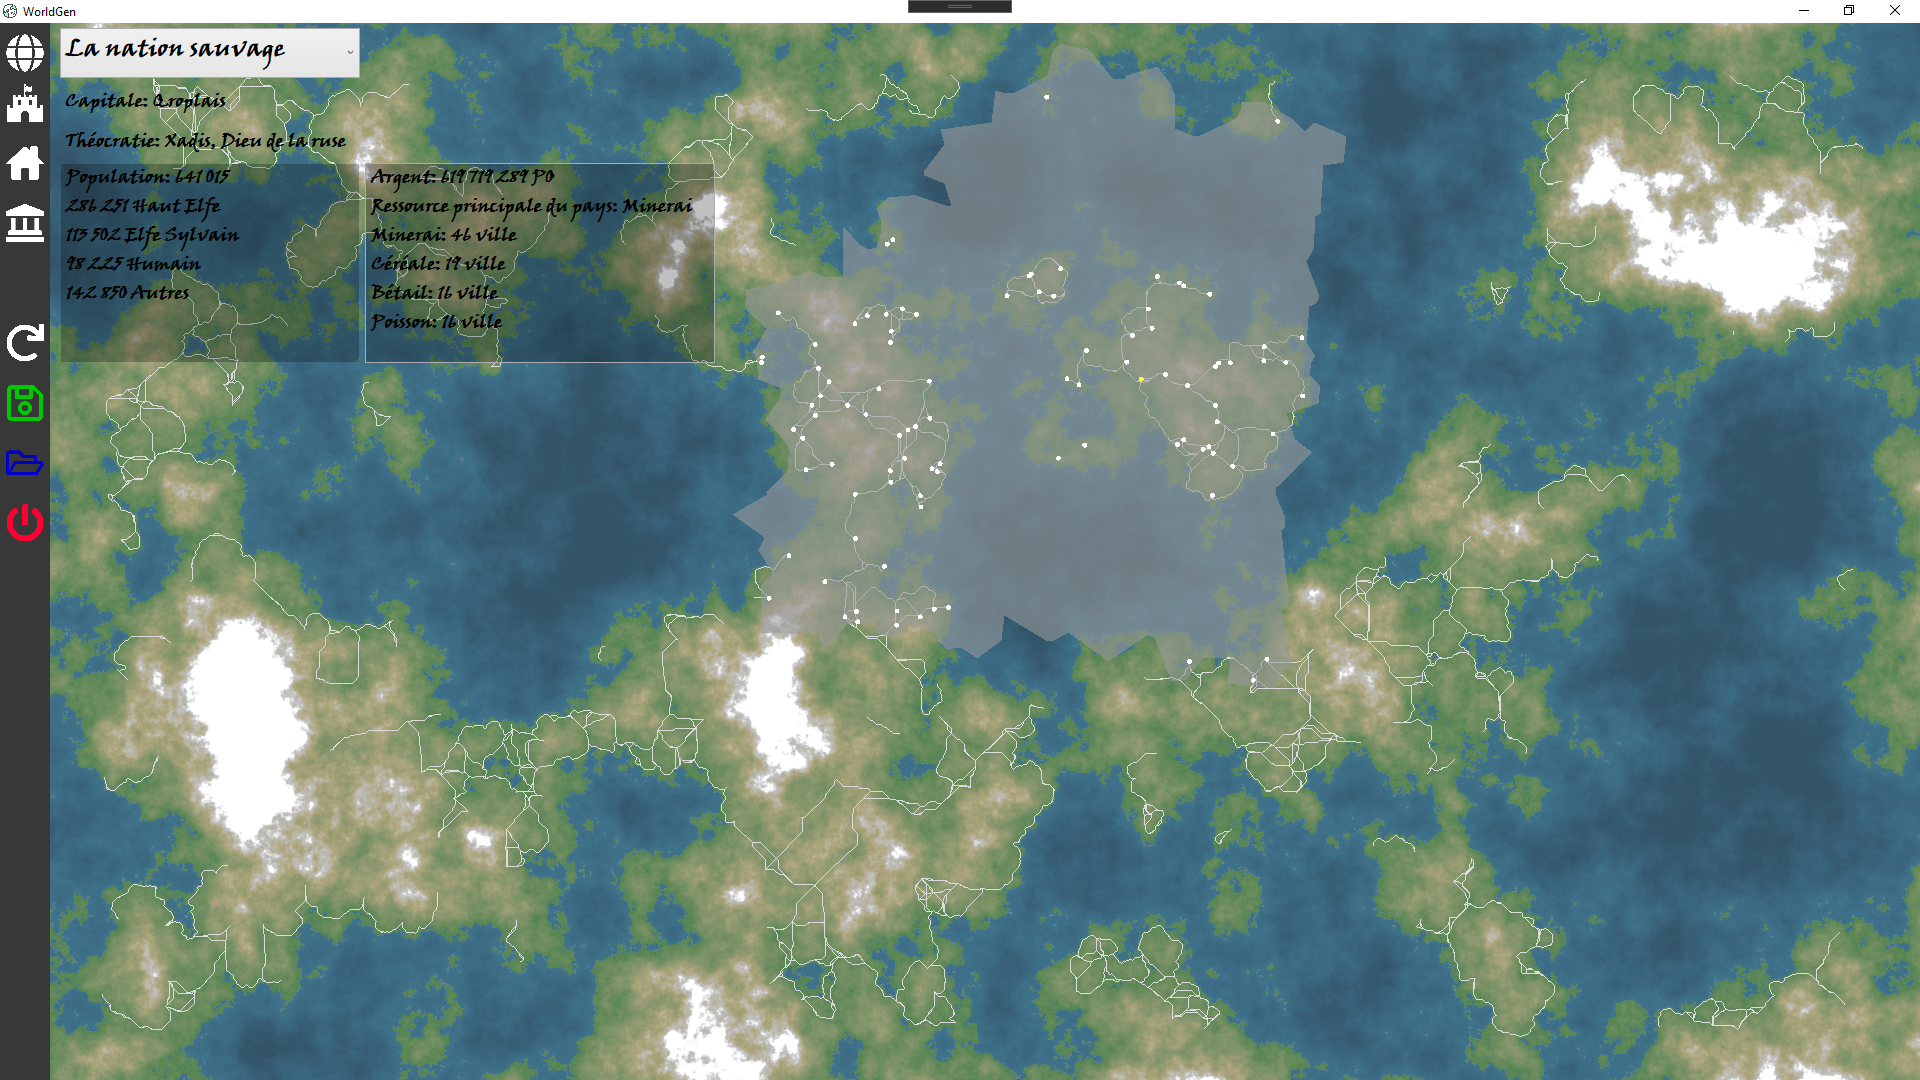 WorldGen
La nation sauvage
Capitale: Qroplais
Théocratie: Xadis, Dieu de la ruse
Population: 641 015
286 251 Haut Elfe
113 502 Elfe Sylvain
98 225 Humain
142 850 Autres
Argent: 619 719 289 PO
Ressource principale du pays: Minerai
Minerai: 46 ville
Céréale: 19 ville
Bétail: 16 ville
Poisson: 16 ville